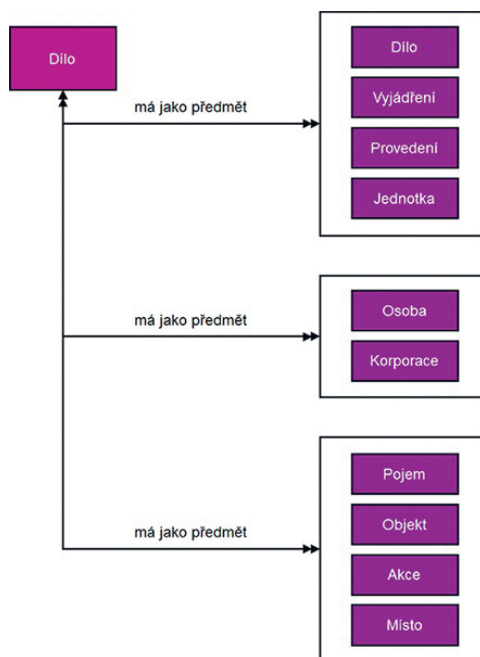 Dílo
má jako předmět
Dílo
Vyjádření
Provedení
Jednotka
má jako předmět
Osoba
Korporace
má jako předmět
Pojem
Objekt
Akce
Místo